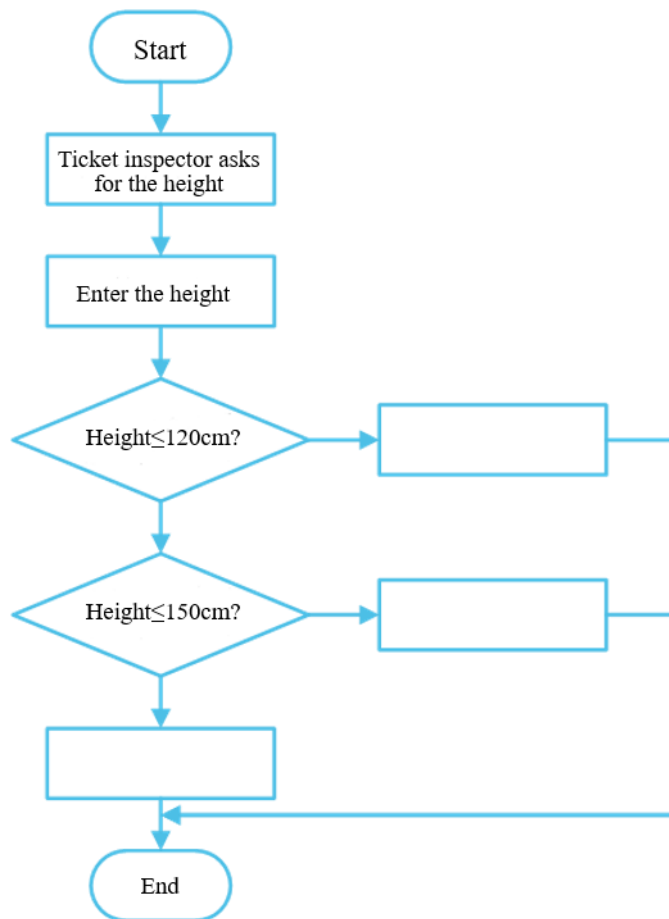 Start
Ticket inspector asks
for the height
Enter the height
Height≤120cm?
Height≤150cm?
End